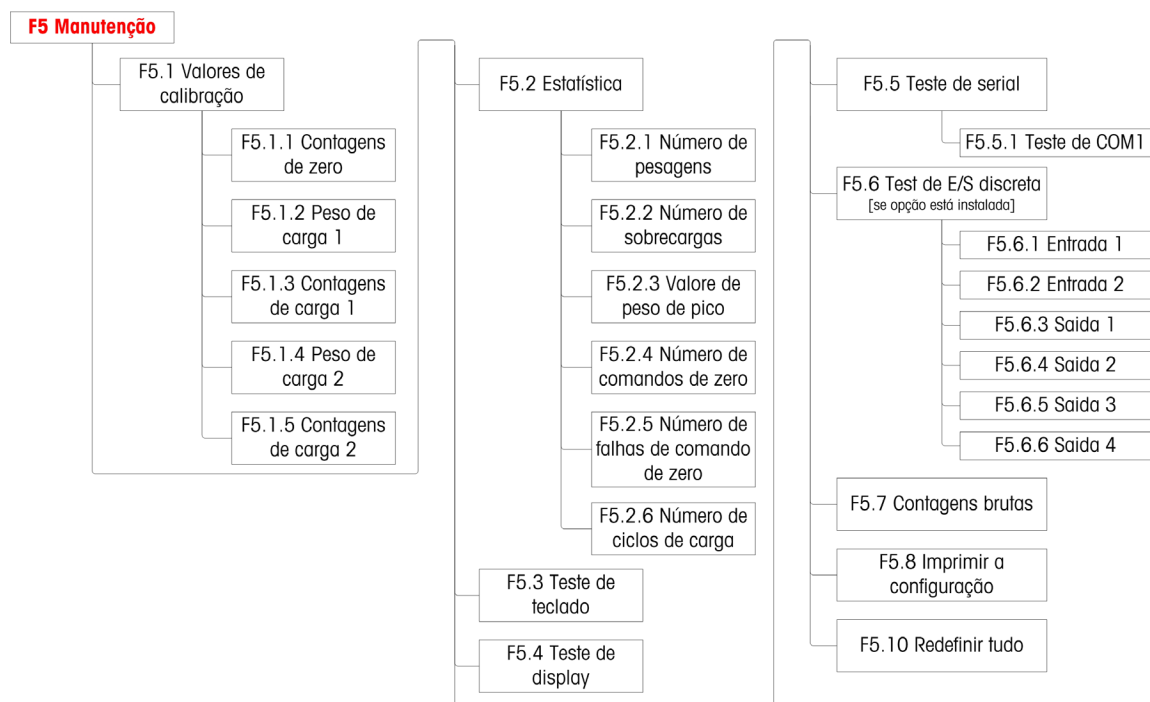 F5 Manutenção
F5.1 Valores de
calibração
F5.1.1 Contagens
de zero
F5.1.2 Peso de
carga 1
F5.1.3 Contagens
de carga 1
F5.1.4 Peso de
carga 2
F5.1.5 Contagens
de carga 2
F5.2 Estatística
F5.2.1 Número de
pesagens
F5.2.2 Número de
sobrecargas
F5.2.3 Valore de
peso de pico
F5.2.4 Número de
comandos de zero
F5.2.5 Número de
falhas de comando
de zero
F5.2.6 Número de
ciclos de carga
F5.3 Teste de
teclado
F5.4 Teste de
display
F5.5 Teste de serial
F5.5.1 Teste de COM1
F5.6 Test de E/S discreta
[se opção está instalada]
F5.6.1 Entrada 1
F5.6.2 Entrada 2
F5.6.3 Saida 1
F5.6.4 Saida 2
F5.6.5 Saida 3
F5.6.6 Saida 4
F5.7 Contagens brutas
F5.8 Imprimir a
configuração
F5.10 Redefinir tudo